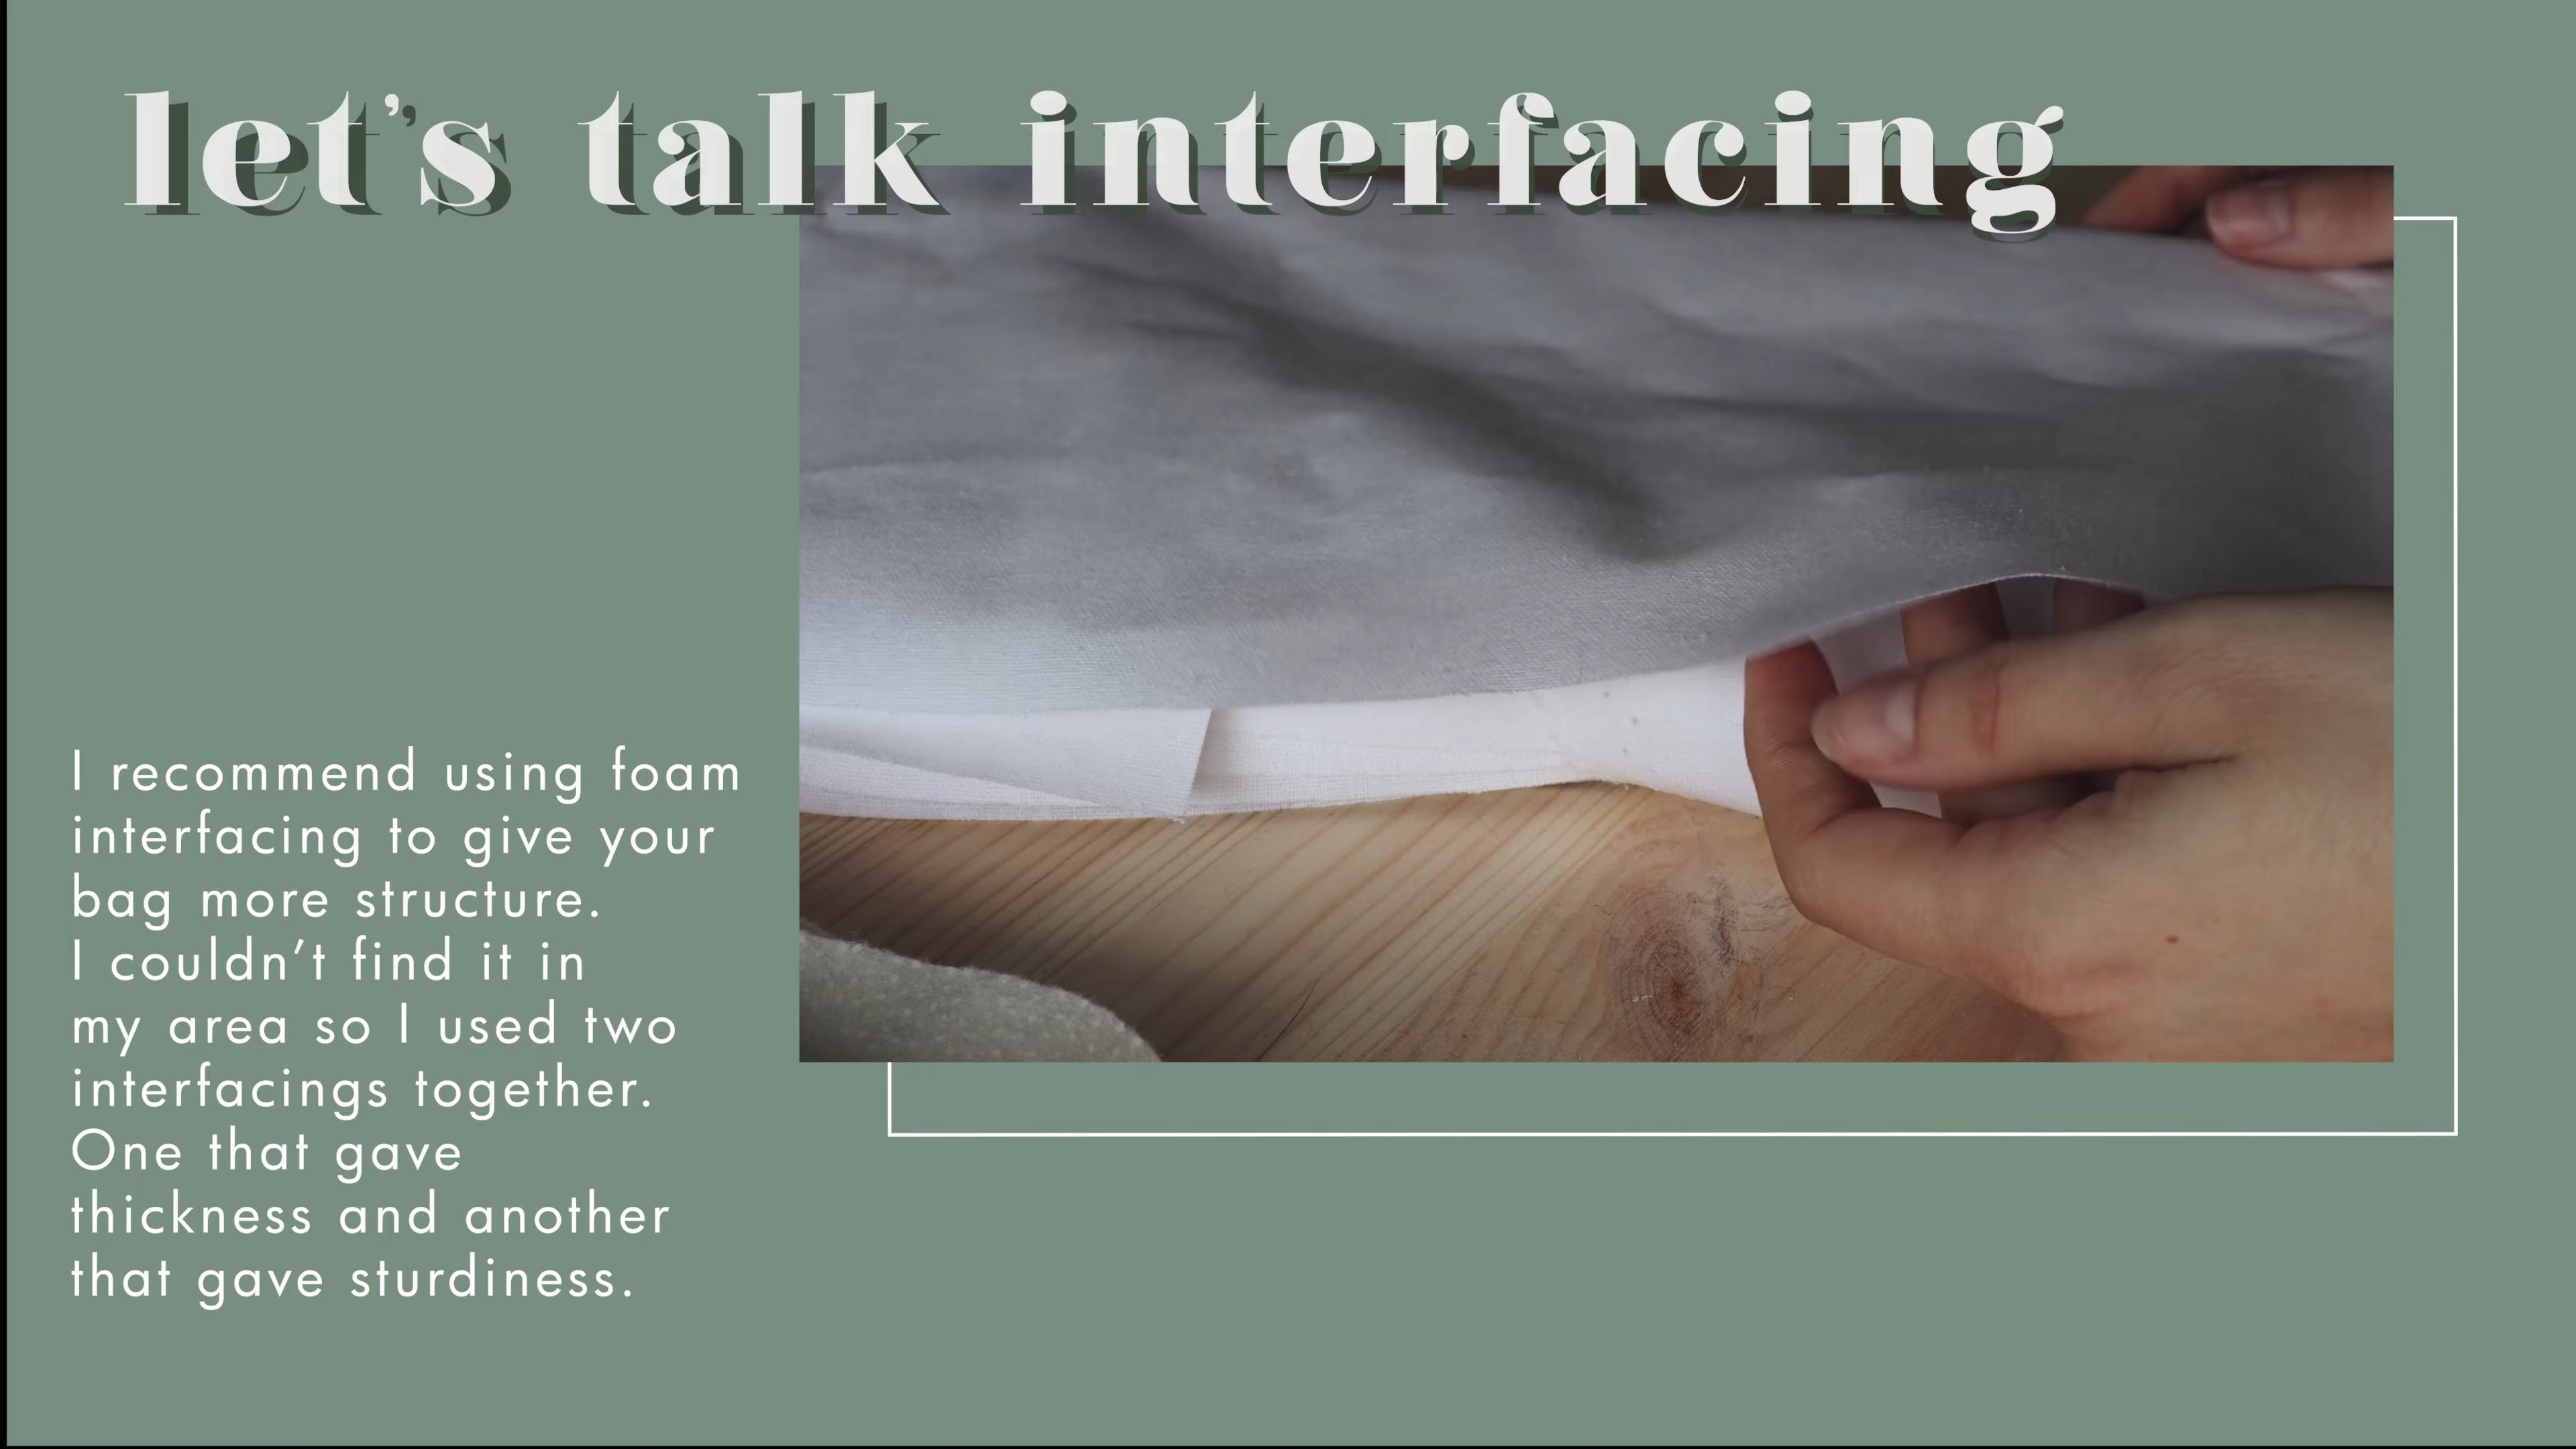 let's talk interfacing
I recommend using foam
interfacing to give your
bag more structure.
I couldn't find it in
my area so I used two
interfacings together.
One that gave
thickness and another
that gave sturdiness.